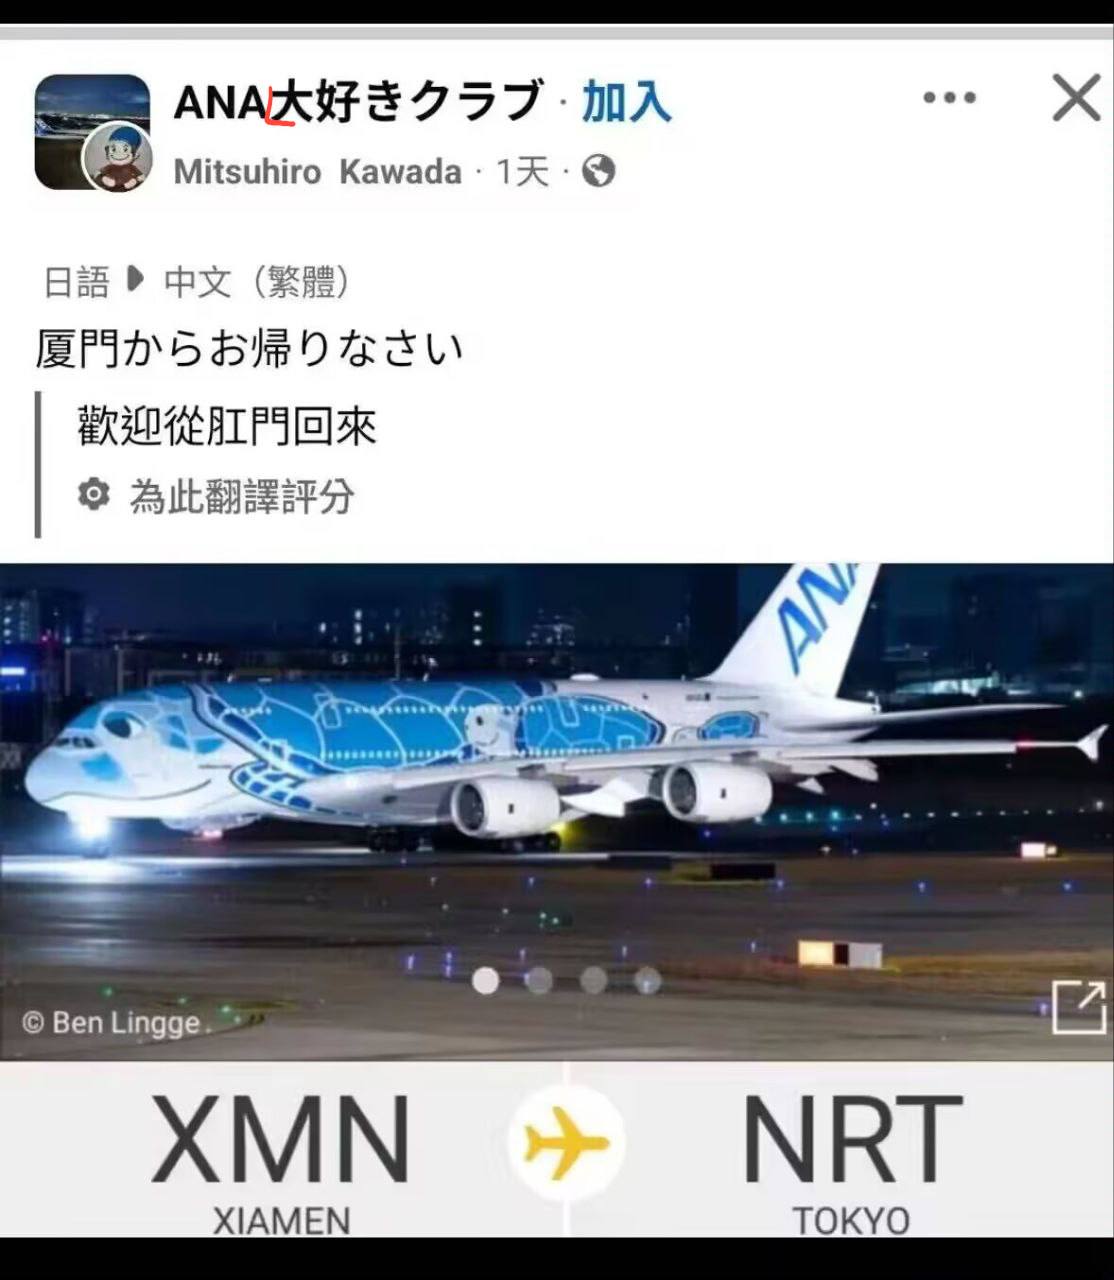 ANA大好きクラブ · 加入
Mitsuhiro Kawada · 1天 ·
日語 ▶ 中文（繁體）
厦門からお帰りなさい
歡迎從肛門回來
為此翻譯評分
ANA
© Ben Lingge.
XMN
NRT
XIAMEN
TOKYO